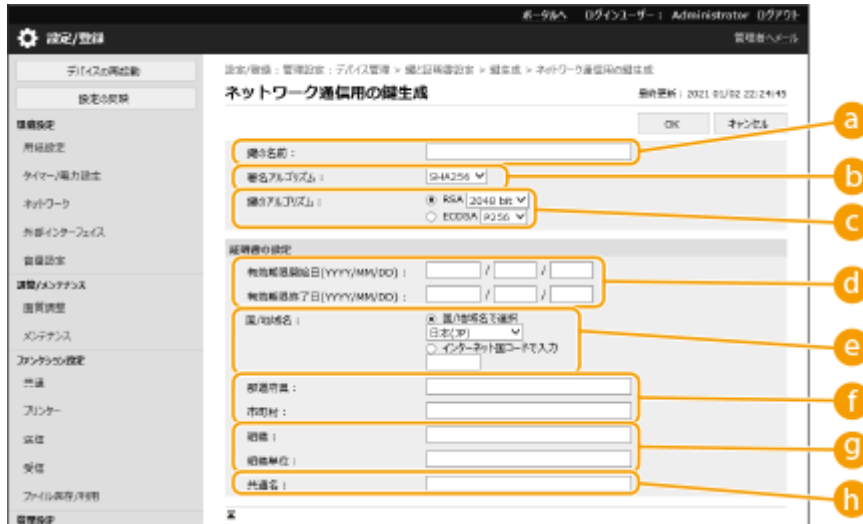 ポータルへ ログインユーザー： Administrator ログアウト
設定/登録
管理者へメール
デバイスの再起動
設定の反映
環境設定
用紙設定
タイマー/電力設定
ネットワーク
外部インターフェイス
音量設定
調整/メンテナンス
画質調整
メンテナンス
ファンクション設定
共通
プリンター
送信
受信
ファイル保存/利用
管理設定
設定/登録 : 管理設定 : デバイス管理 > 鍵と証明書設定 > 鍵生成 > ネットワーク通信用の鍵生成
ネットワーク通信用の鍵生成
最終更新 : 2021 01/02 22:24:45
OK キャンセル
鍵の名前 :
a
署名アルゴリズム :
SHA256
b
鍵のアルゴリズム :
RSA 2048 bit
ECDSA P256
c
証明書の設定
有効期限開始日(YYYY/MM/DD) :
/ /
有効期限終了日(YYYY/MM/DD) :
/ /
d
国/地域名 :
国/地域名で選択
日本(JP)
インターネット国コードで入力
e
都道府県 :
市町村 :
f
組織 :
組織単位 :
g
共通名 :
h